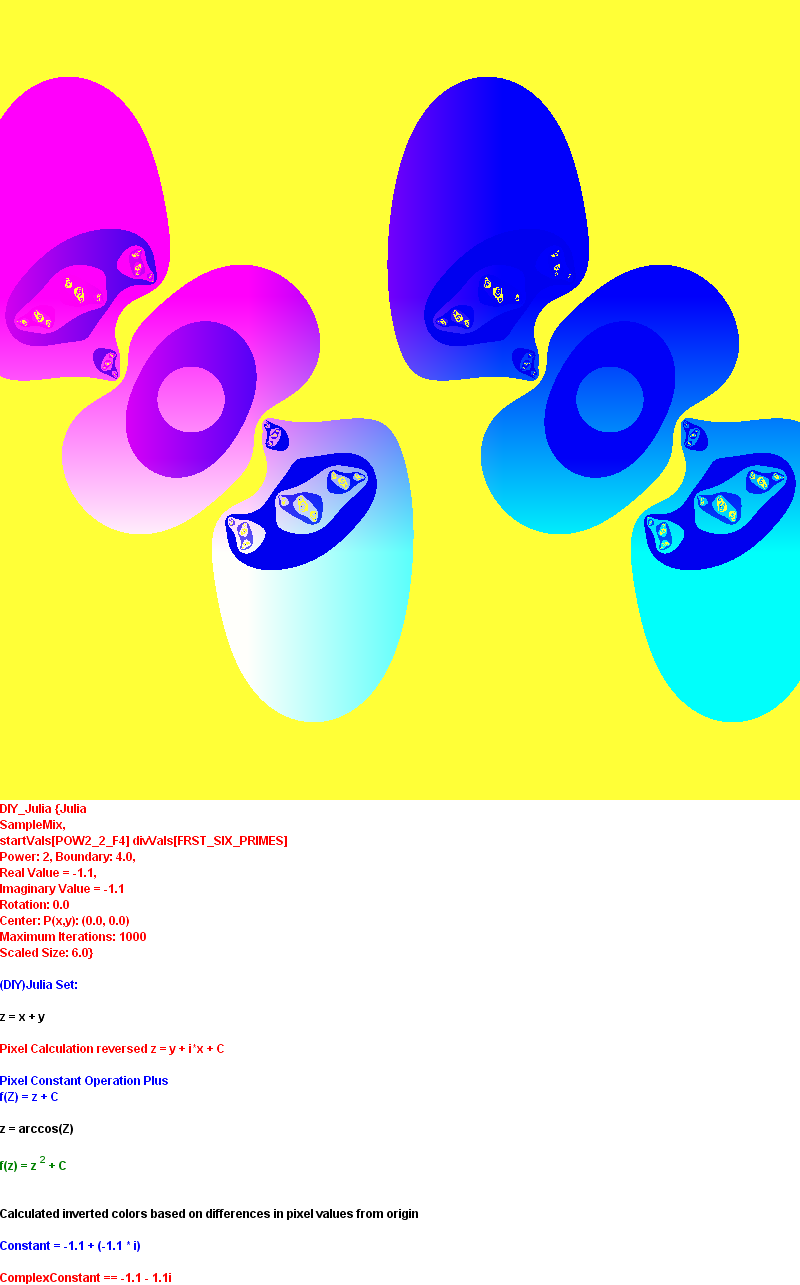 DIY_Julia {Julia
SampleMix,
startVals[POW2_2_F4] divVals[FRST_SIX_PRIMES]
Power: 2, Boundary: 4.0,
Real Value = -1.1,
Imaginary Value = -1.1
Rotation: 0.0
Center: P(x,y): (0.0, 0.0)
Maximum Iterations: 1000
Scaled Size: 6.0}
(DIY)Julia Set:
z = x + y
Pixel Calculation reversed z = y + i*x + C
Pixel Constant Operation Plus
f(Z) = z + C
z = arccos(Z)
f(z) = z 2 + C
Calculated inverted colors based on differences in pixel values from origin
Constant = -1.1 + (-1.1 * i)
ComplexConstant == -1.1 - 1.1i